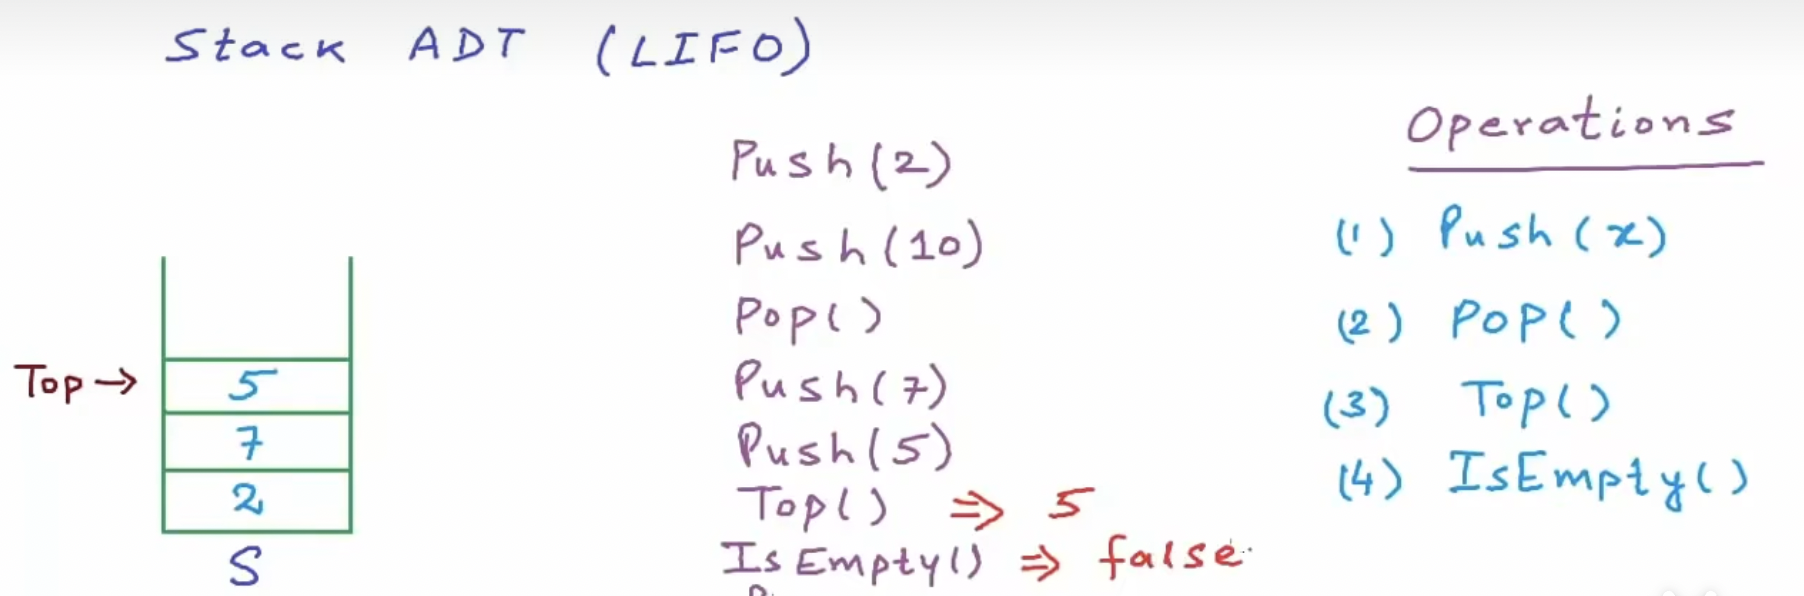 Stack ADT (LIFO)
Top →
5
7
2
S
Push(2)
Push(10)
Pop()
Push(7)
Push(5)
Top() ⇒ 5
IsEmpty() ⇒ false
Operations
(1) Push(x)
(2) Pop()
(3) Top()
(4) IsEmpty()